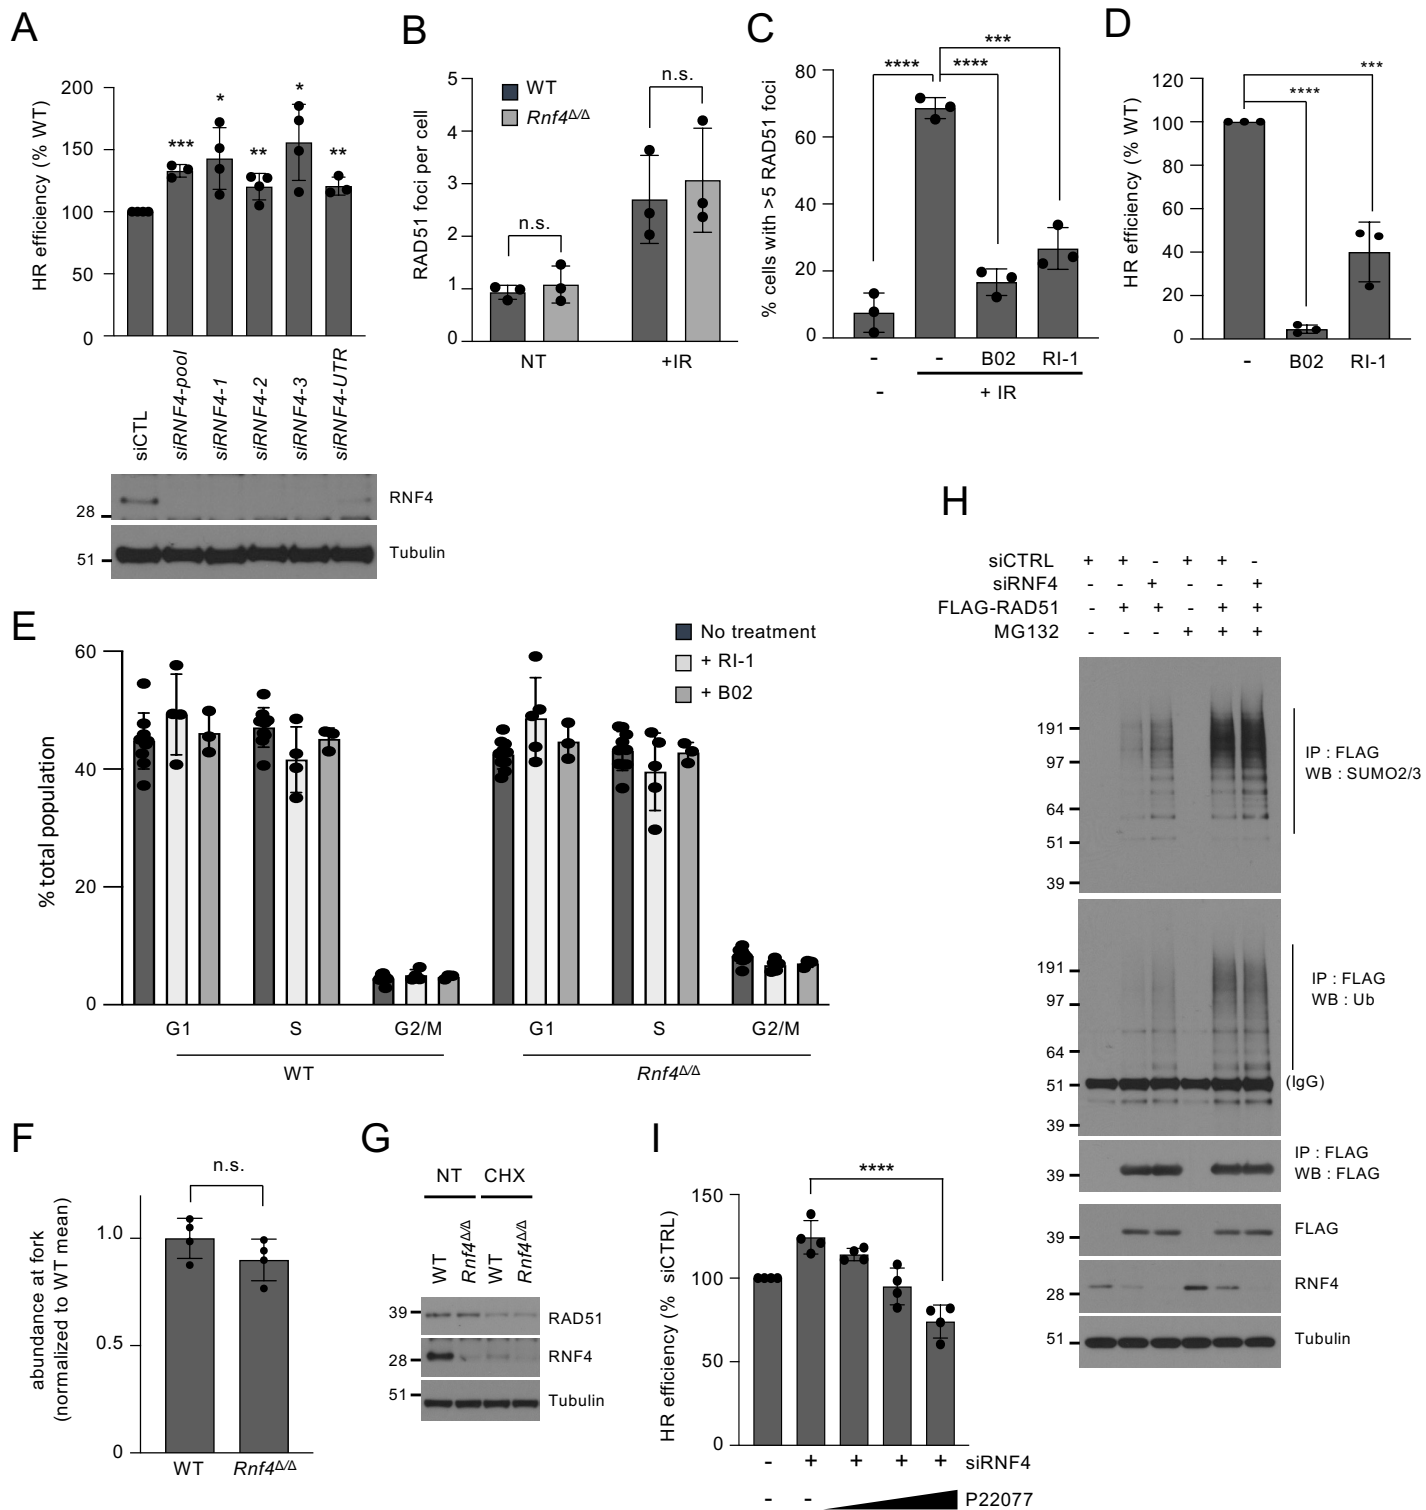 A
HR efficiency (% WT)
200
150
100
50
0
***
*
**
*
**
siCTL
siRNF4-pool
siRNF4-1
siRNF4-2
siRNF4-3
siRNF4-UTR
28
RNF4
51
Tubulin
B
RAD51 foci per cell
5
4
3
2
1
0
WT
Rnf4Δ/Δ
n.s.
n.s.
NT
+IR
C
% cells with >5 RAD51 foci
80
60
40
20
0
***
**** ****
- - B02 RI-1
- + IR
D
HR efficiency (% WT)
120
100
80
60
40
20
0
***
****
- B02 RI-1
E
% total population
60
40
20
0
No treatment
+ RI-1
+ B02
G1 S G2/M G1 S G2/M
WT Rnf4Δ/Δ
F
abundance at fork
(normalized to WT mean)
1.0
0.5
0
n.s.
WT Rnf4Δ/Δ
G
NT CHX
WT
Rnf4Δ/Δ
WT
Rnf4Δ/Δ
39 RAD51
28 RNF4
51 Tubulin
H
siCTRL + + - + + -
siRNF4 - - + - - +
FLAG-RAD51 - + + - + +
MG132 - - - + + +
191
97
64
51
39
IP : FLAG
WB : SUMO2/3
191
97
64
51
39
IP : FLAG
WB : Ub
(IgG)
39
IP : FLAG
WB : FLAG
39 FLAG
28 RNF4
51 Tubulin
I
HR efficiency (% siCTRL)
150
100
50
0
****
- + + + + siRNF4
- - P22077